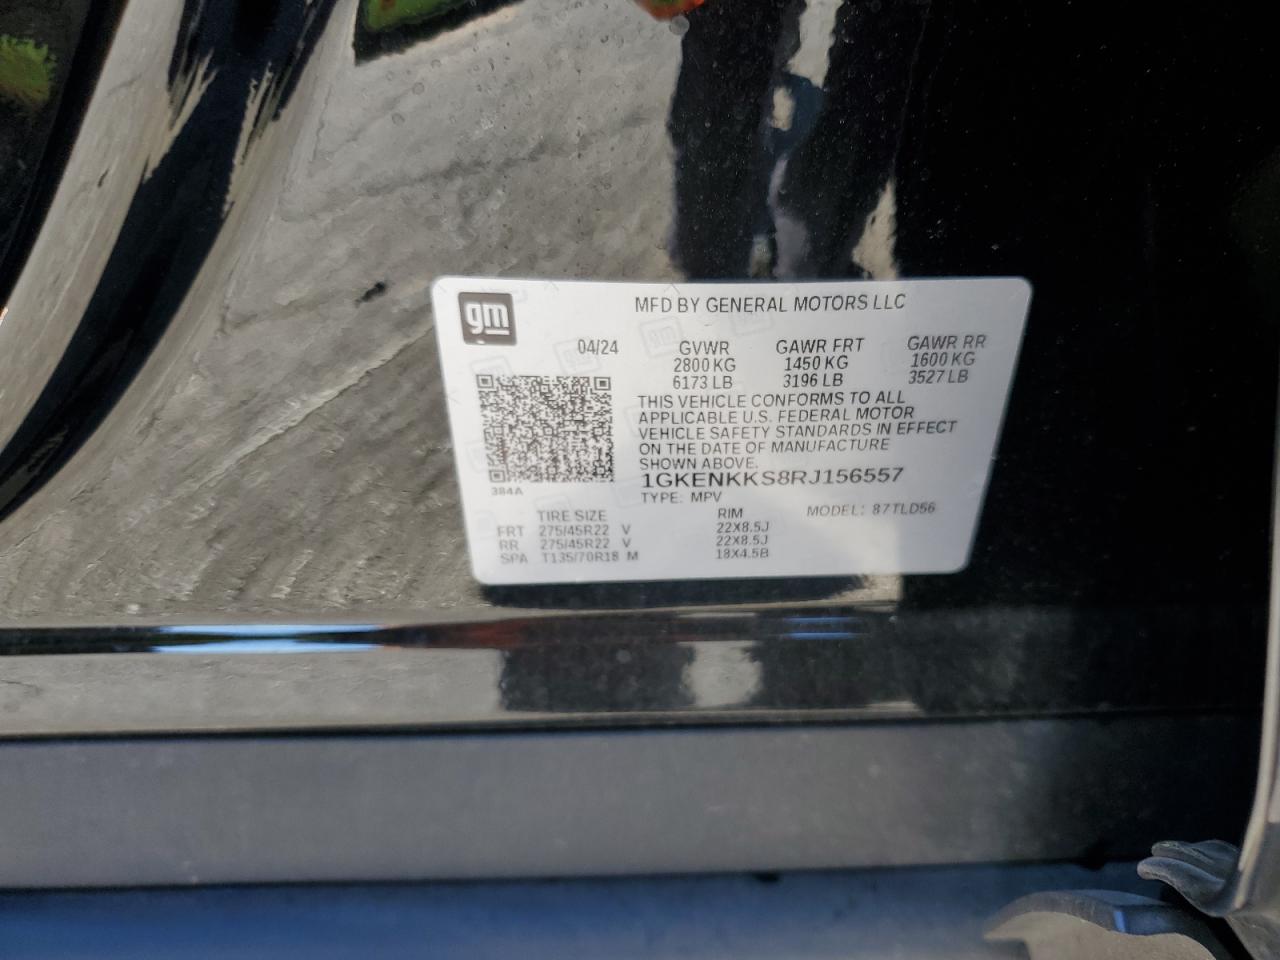 gm
MFD BY GENERAL MOTORS LLC
04/24 GVWR GAWR FRT GAWR RR
2800 KG 1450 KG 1600 KG
6173 LB 3196 LB 3527 LB
THIS VEHICLE CONFORMS TO ALL
APPLICABLE U.S. FEDERAL MOTOR
VEHICLE SAFETY STANDARDS IN EFFECT
ON THE DATE OF MANUFACTURE
SHOWN ABOVE.
1GKENKKS8RJ156557
384A
TYPE: MPV
TIRE SIZE RIM MODEL: 87TLD56
FRT 275/45R22 V 22X8.5J
RR 275/45R22 V 22X8.5J
SPA T135/70R18 M 18X4.5B